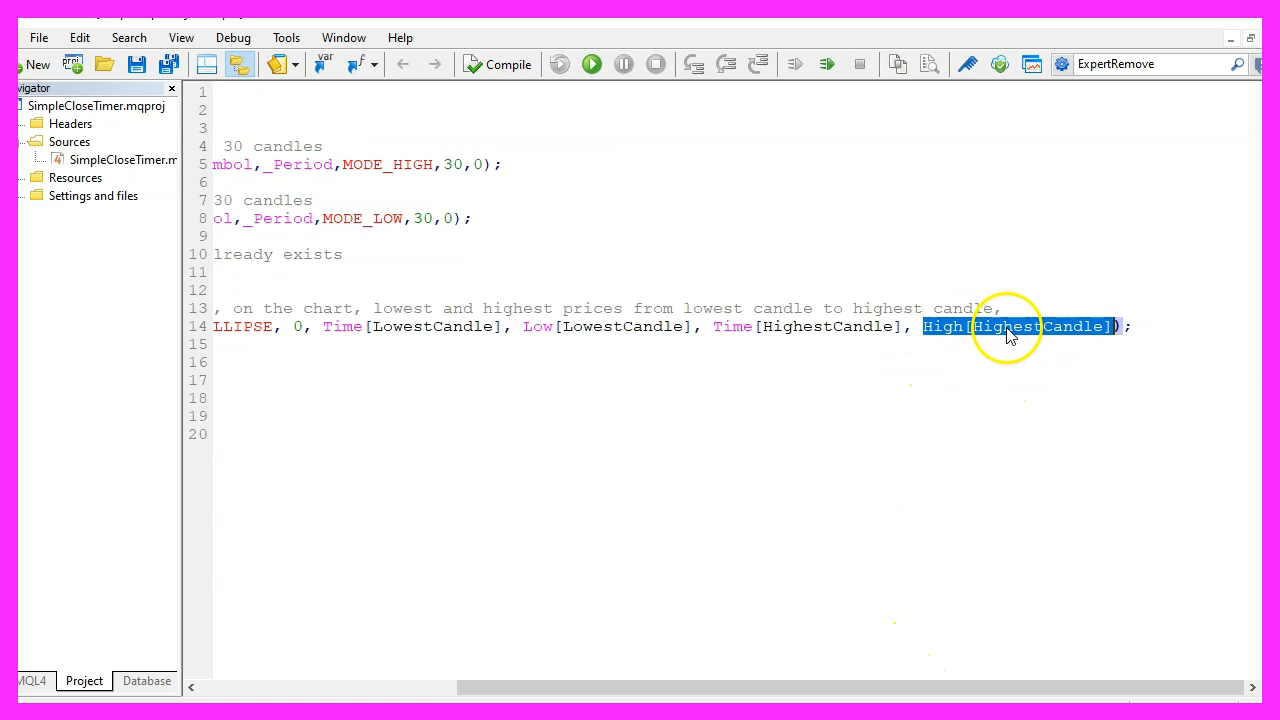 File Edit Search View Debug Tools Window Help
New var f Compile ExpertRemove
vigator
SimpleCloseTimer.mqproj
Headers
Sources
SimpleCloseTimer.m
Resources
Settings and files
1
2
3
4 30 candles
5 mbol,_Period,MODE_HIGH,30,0);
6
7 30 candles
8 ol,_Period,MODE_LOW,30,0);
9
10 lready exists
11
12
13 , on the chart, lowest and highest prices from lowest candle to highest candle,
14 LLIPSE, 0, Time[LowestCandle], Low[LowestCandle], Time[HighestCandle], High[HighestCandle]);
15
16
17
18
19
20
MQL4 Project Database